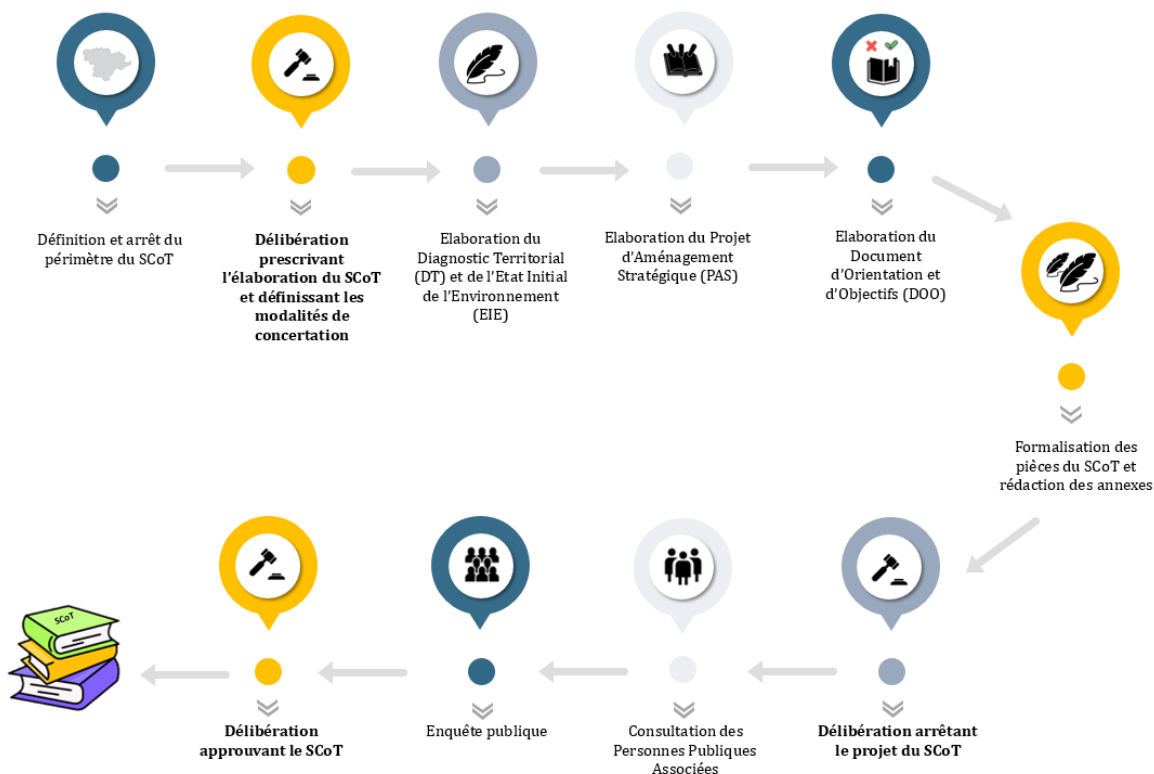 Définition et arrêt du
périmètre du SCoT
Délibération
prescrivant
l'élaboration du SCoT
et définissant les
modalités de
concertation
Elaboration du
Diagnostic Territorial
(DT) et de l'Etat Initial
de l'Environnement
(EIE)
Elaboration du Projet
d'Aménagement
Stratégique (PAS)
Elaboration du
Document
d'Orientation et
d'Objectifs (DOO)
Formalisation des
pièces du SCoT et
rédaction des annexes
Délibération arrêtant
le projet du SCoT
Consultation des
Personnes Publiques
Associées
Enquête publique
Délibération
approuvant le SCoT
SCoT